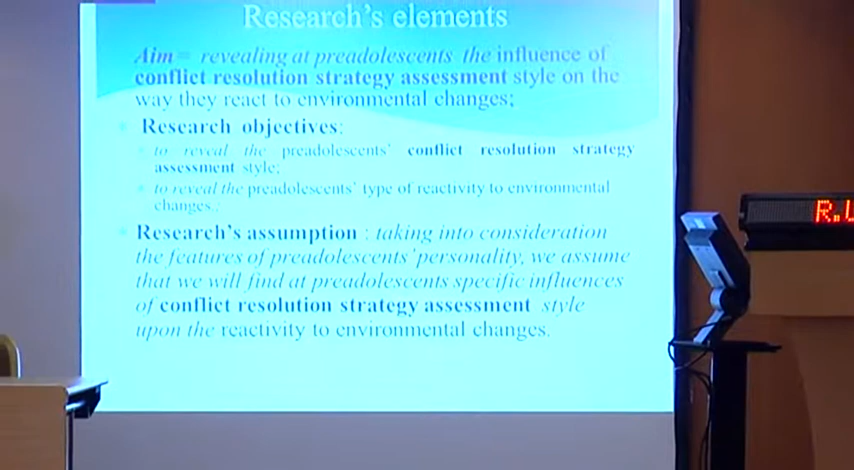 Research's elements
Aim= revealing at preadolescents the influence of
conflict resolution strategy assessment style on the
way they react to environmental changes;
Research objectives:
to reveal the preadolescents' conflict resolution strategy
assessment style;
to reveal the preadolescents' type of reactivity to environmental
changes.;
Research's assumption : taking into consideration
the features of preadolescents' personality, we assume
that we will find at preadolescents specific influences
of conflict resolution strategy assessment style
upon the reactivity to environmental changes.